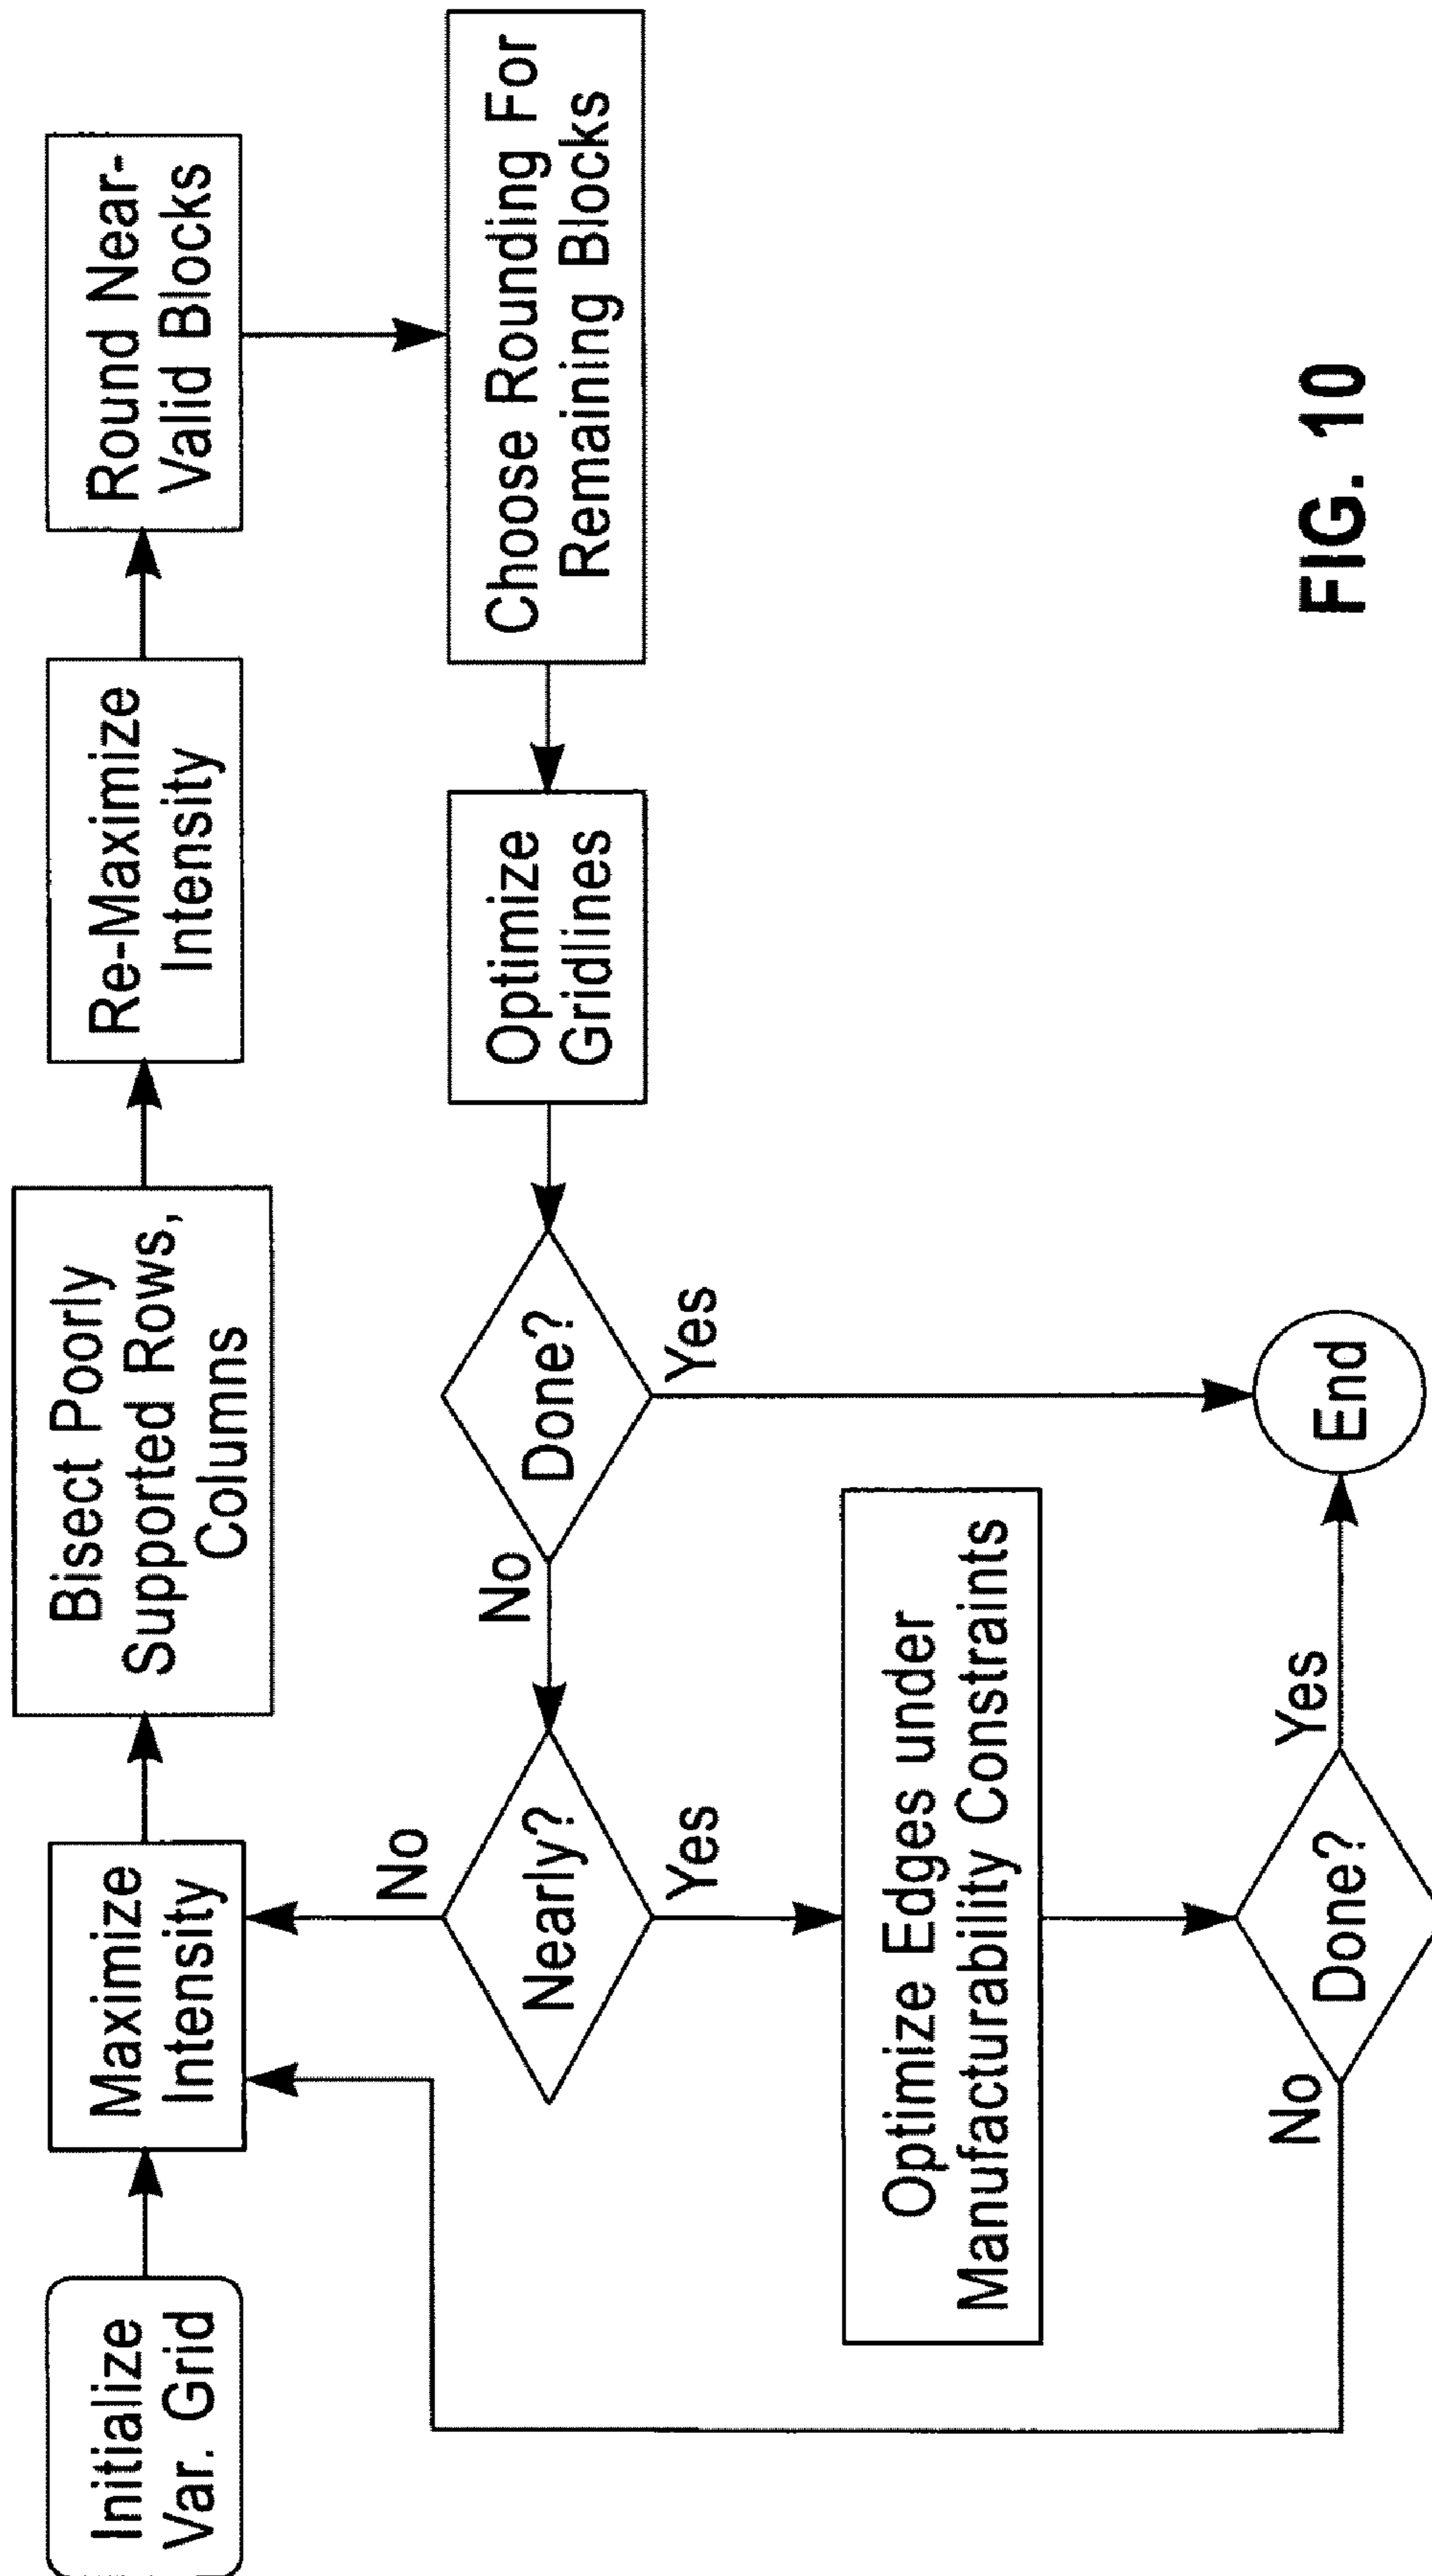 Initialize
Var. Grid
Maximize
Intensity
Bisect Poorly
Supported Rows,
Columns
Re-Maximize
Intensity
Round Near-
Valid Blocks
Choose Rounding For
Remaining Blocks
Optimize
Gridlines
Done?
No
Yes
Nearly?
No
Yes
Optimize Edges under
Manufacturability Constraints
Done?
No
Yes
End
FIG. 10